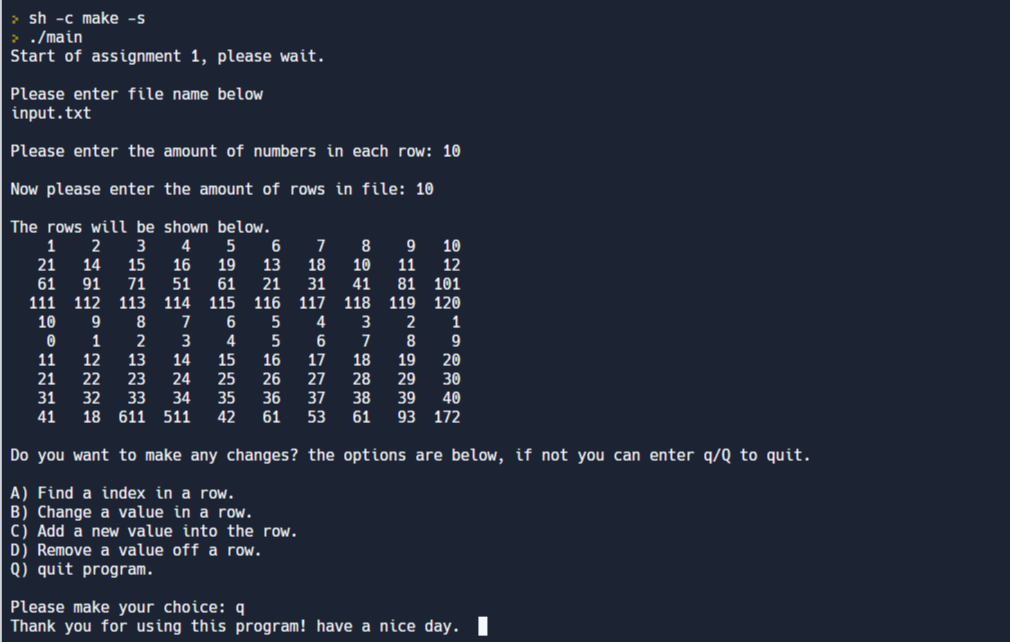 > sh -c make -s
> ./main
Start of assignment 1, please wait.
Please enter file name below
input.txt
Please enter the amount of numbers in each row: 10
Now please enter the amount of rows in file: 10
The rows will be shown below.
1 2 3 4 5 6 7 8 9 10
21 14 15 16 19 13 18 10 11 12
61 91 71 51 61 21 31 41 81 101
111 112 113 114 115 116 117 118 119 120
10 9 8 7 6 5 4 3 2 1
0 1 2 3 4 5 6 7 8 9
11 12 13 14 15 16 17 18 19 20
21 22 23 24 25 26 27 28 29 30
31 32 33 34 35 36 37 38 39 40
41 18 611 511 42 61 53 61 93 172
Do you want to make any changes? the options are below, if not you can enter q/Q to quit.
A) Find a index in a row.
B) Change a value in a row.
C) Add a new value into the row.
D) Remove a value off a row.
Q) quit program.
Please make your choice: q
Thank you for using this program! have a nice day.